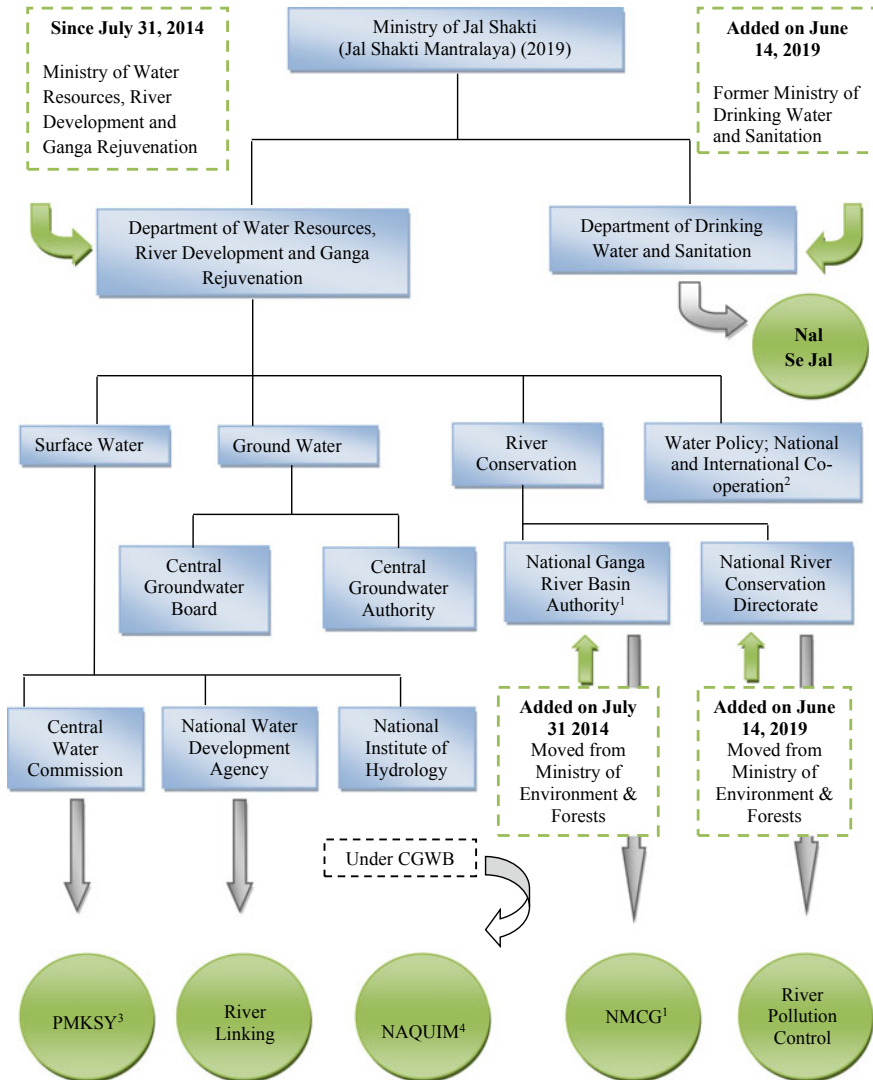 Since July 31, 2014
Ministry of Water
Resources, River
Development and
Ganga Rejuvenation
Ministry of Jal Shakti
(Jal Shakti Mantralaya) (2019)
Added on June
14, 2019
Former Ministry of
Drinking Water
and Sanitation
Department of Water Resources,
River Development and Ganga
Rejuvenation
Department of Drinking
Water and Sanitation
Nal
Se Jal
Surface Water
Ground Water
River
Conservation
Water Policy; National
and International Co-
operation²
Central
Groundwater
Board
Central
Groundwater
Authority
National Ganga
River Basin
Authority¹
National River
Conservation
Directorate
Central
Water
Commission
National Water
Development
Agency
National
Institute of
Hydrology
Added on July
31 2014
Moved from
Ministry of
Environment &
Forests
Added on June
14, 2019
Moved from
Ministry of
Environment &
Forests
Under CGWB
PMKSY³
River
Linking
NAQUIM⁴
NMCG¹
River
Pollution
Control